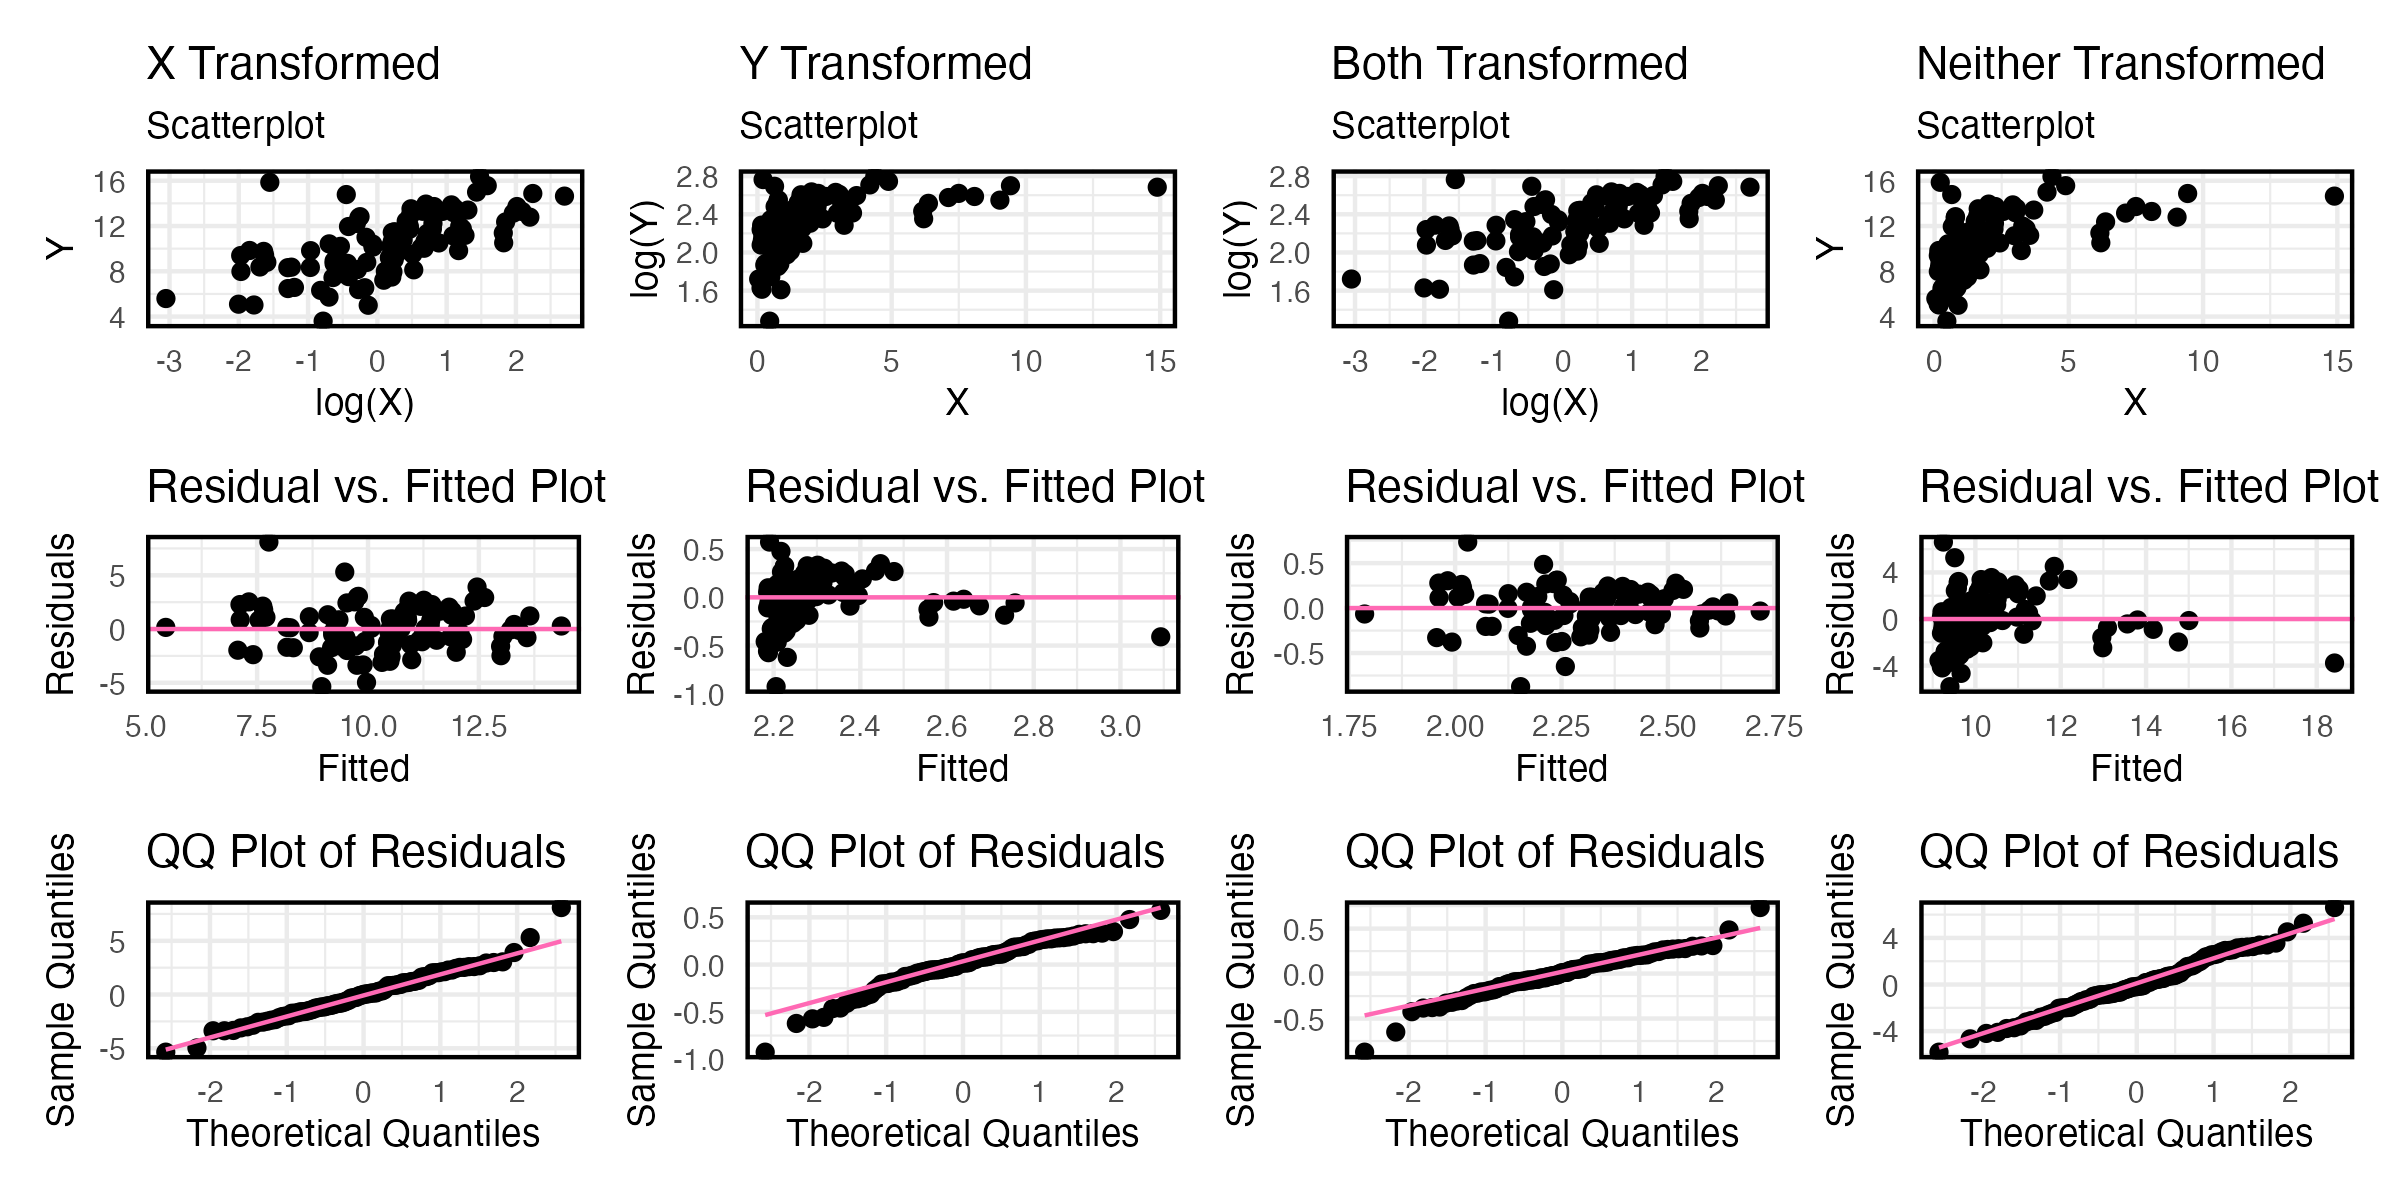 X Transformed
Scatterplot
16
12
8
4
Y
-3 -2 -1 0 1 2
log(X)
Y Transformed
Scatterplot
2.8
2.4
2.0
1.6
log(Y)
0 5 10 15
X
Both Transformed
Scatterplot
2.8
2.4
2.0
1.6
log(Y)
-3 -2 -1 0 1 2
log(X)
Neither Transformed
Scatterplot
16
12
8
4
Y
0 5 10 15
X
Residual vs. Fitted Plot
5
0
-5
Residuals
5.0 7.5 10.0 12.5
Fitted
Residual vs. Fitted Plot
0.5
0.0
-0.5
-1.0
Residuals
2.2 2.4 2.6 2.8 3.0
Fitted
Residual vs. Fitted Plot
0.5
0.0
-0.5
Residuals
1.75 2.00 2.25 2.50 2.75
Fitted
Residual vs. Fitted Plot
4
0
-4
Residuals
10 12 14 16 18
Fitted
QQ Plot of Residuals
5
0
-5
Sample Quantiles
-2 -1 0 1 2
Theoretical Quantiles
QQ Plot of Residuals
0.5
0.0
-0.5
-1.0
Sample Quantiles
-2 -1 0 1 2
Theoretical Quantiles
QQ Plot of Residuals
0.5
0.0
-0.5
Sample Quantiles
-2 -1 0 1 2
Theoretical Quantiles
QQ Plot of Residuals
4
0
-4
Sample Quantiles
-2 -1 0 1 2
Theoretical Quantiles